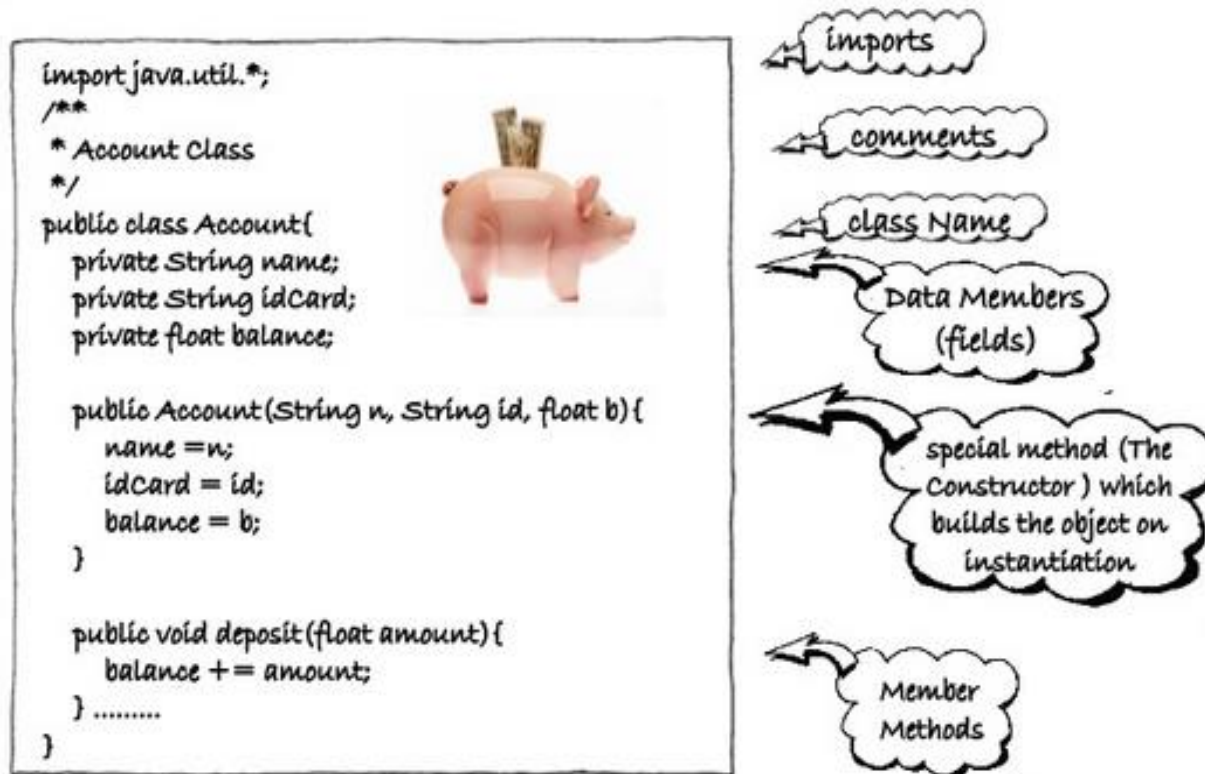 import java.util.*;
/**
* Account Class
*/
public class Account{
private String name;
private String idCard;
private float balance;
public Account(String n, String id, float b){
name =n;
idCard = id;
balance = b;
}
public void deposit(float amount){
balance += amount;
} .........
}
imports
comments
class Name
Data Members
(fields)
special method (The
Constructor ) which
builds the object on
instantiation
Member
Methods